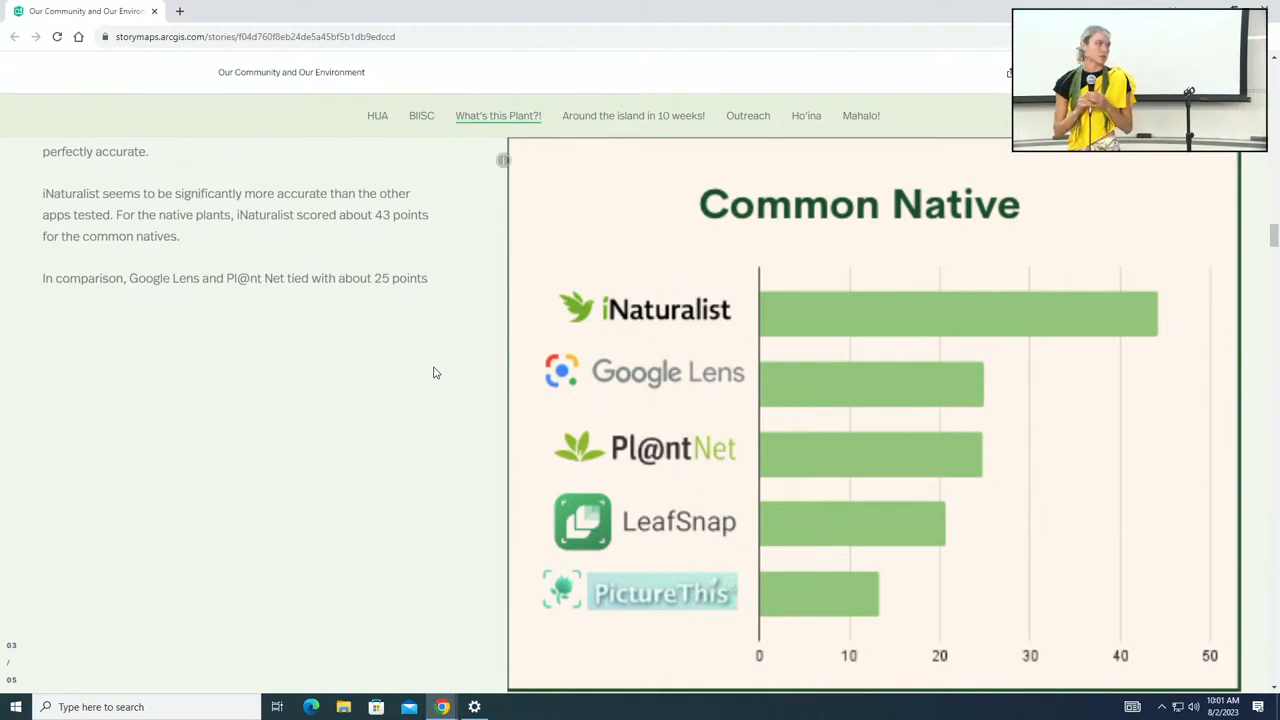 Our Community and Our Environ
storymaps.arcgis.com/stories/f04d760f8eb24de5a45bf5b1db9edccd
Our Community and Our Environment
HUA BIISC What's this Plant?! Around the island in 10 weeks! Outreach Ho'ina Mahalo!
perfectly accurate.
iNaturalist seems to be significantly more accurate than the other
apps tested. For the native plants, iNaturalist scored about 43 points
for the common natives.
In comparison, Google Lens and Pl@nt Net tied with about 25 points
Common Native
iNaturalist
Google Lens
Pl@ntNet
LeafSnap
PictureThis
0 10 20 30 40 50
03
/
05
Type here to search
10:01 AM
8/2/2023